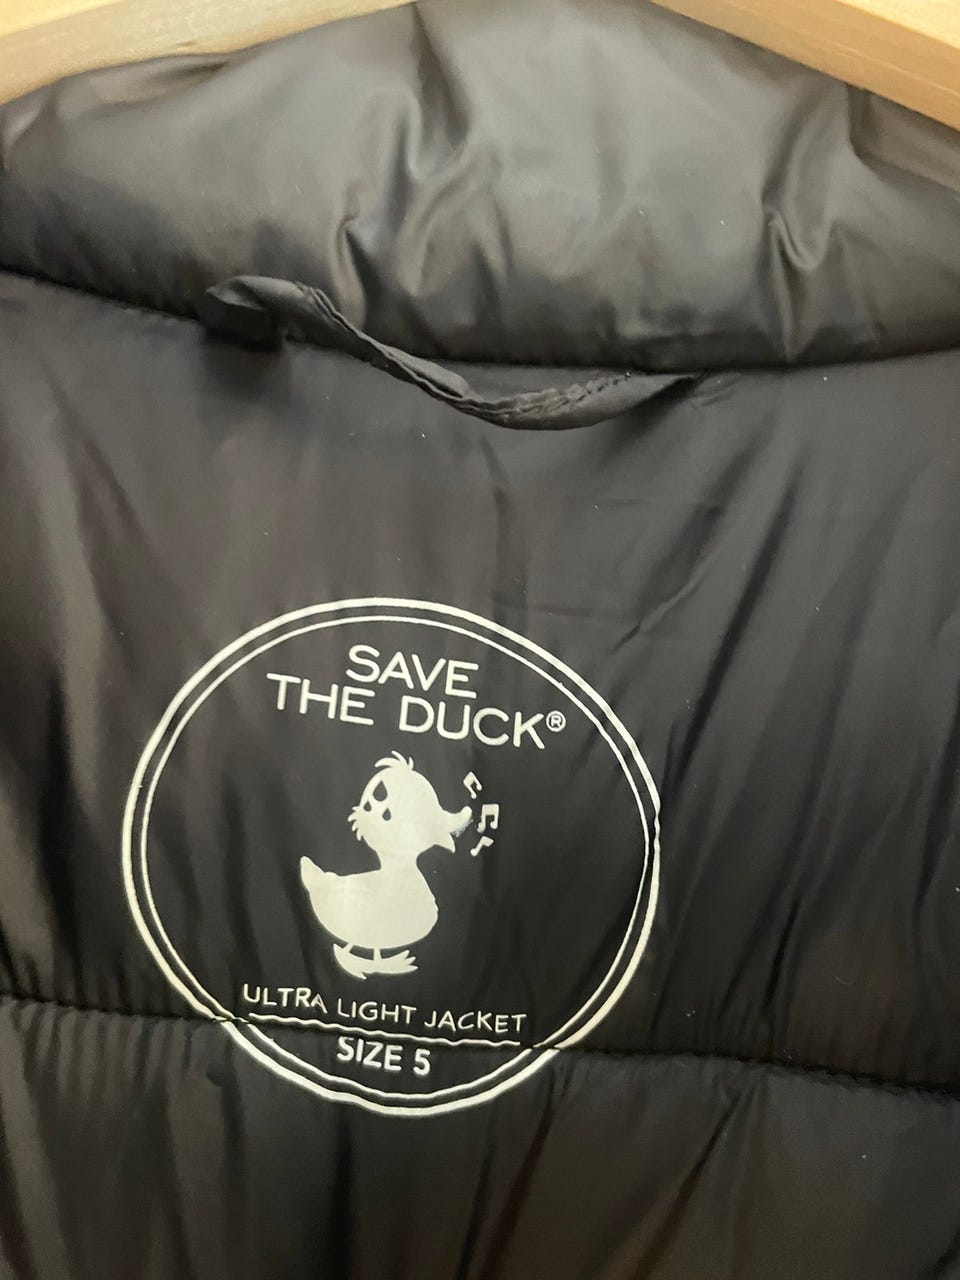 SAVE
THE DUCK®
ULTRA LIGHT JACKET
SIZE 5